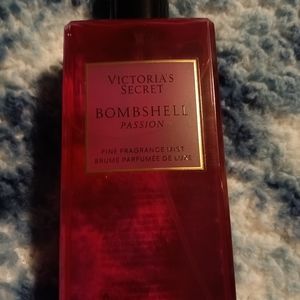 VICTORIA'S
SECRET
BOMBSHELL
PASSION
FINE FRAGRANCE MIST
BRUME PARFUMÉE DE LUXE